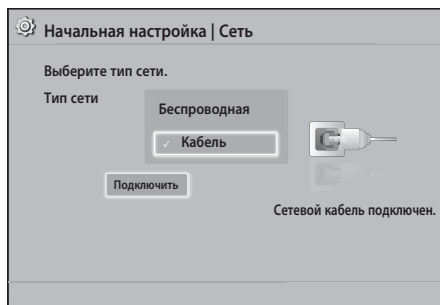 Начальная настройка | Сеть
Выберите тип сети.
Тип сети
Беспроводная
✓ Кабель
Подключить
Сетевой кабель подключен.